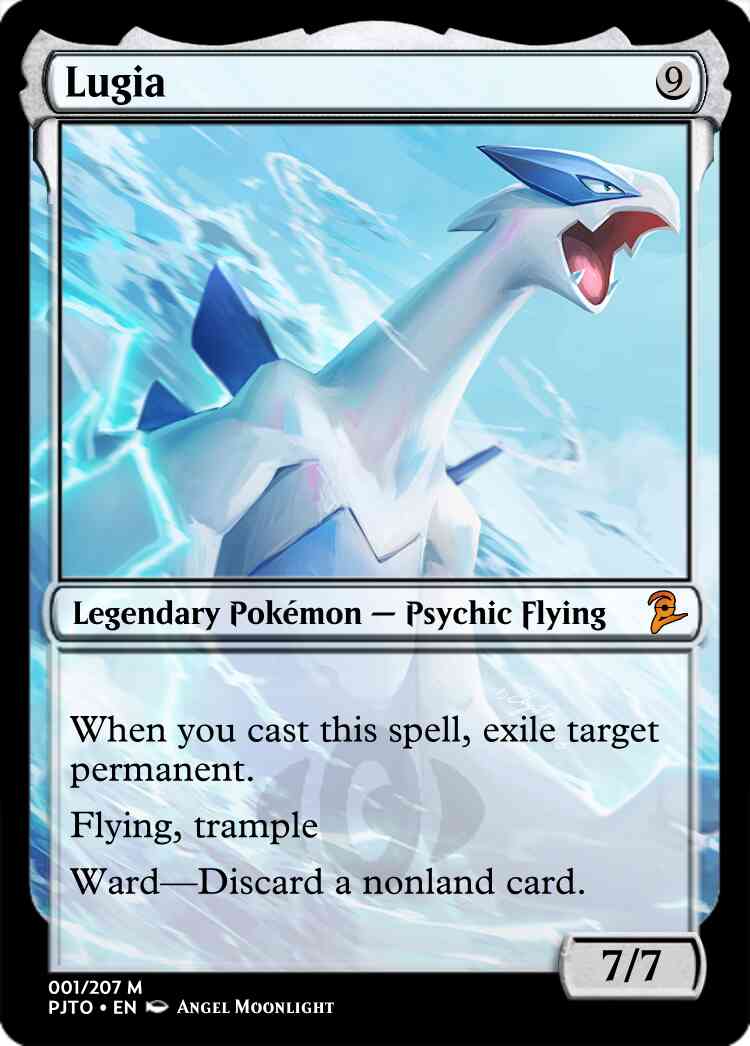 Lugia 9
Legendary Pokémon — Psychic Flying
When you cast this spell, exile target
permanent.
Flying, trample
Ward—Discard a nonland card.
7/7
001/207 M
PJTO • EN Angel Moonlight